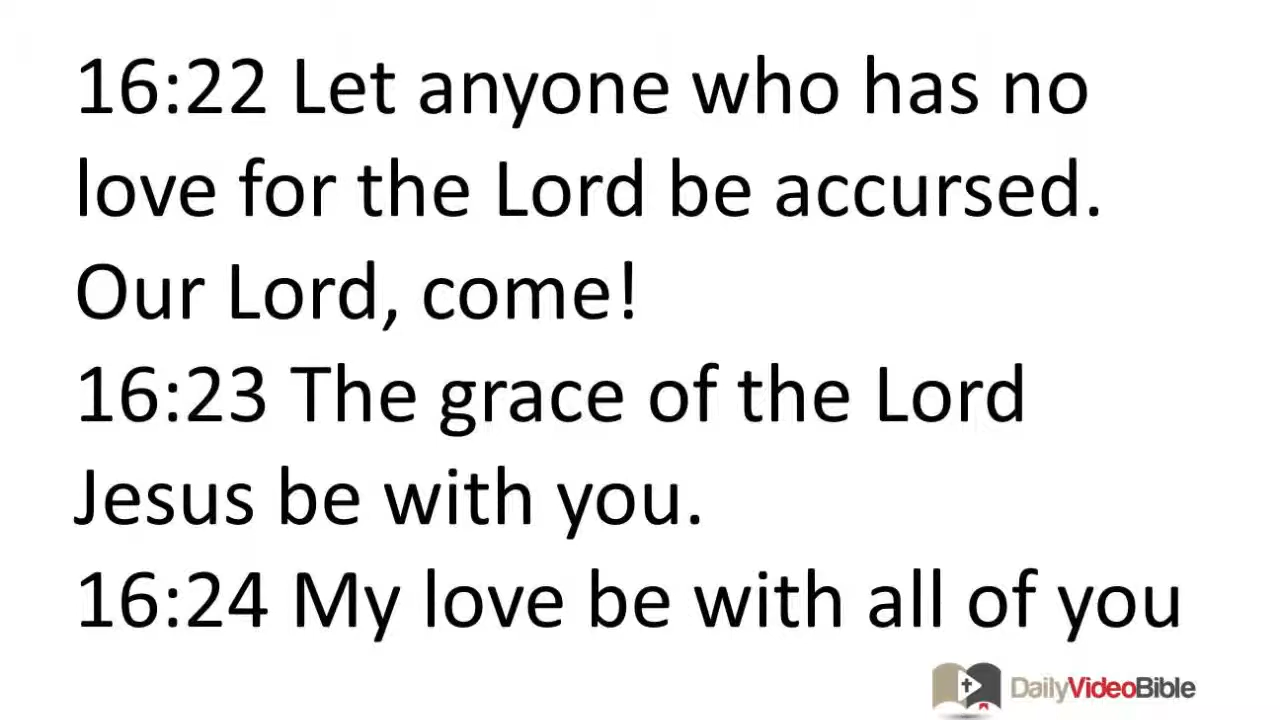 16:22 Let anyone who has no
love for the Lord be accursed.
Our Lord, come!
16:23 The grace of the Lord
Jesus be with you.
16:24 My love be with all of you
DailyVideoBible